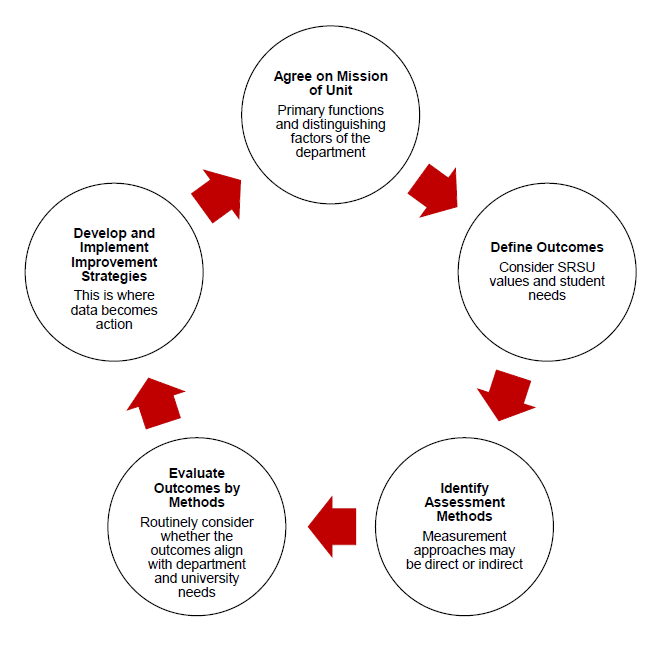 Agree on Mission
of Unit
Primary functions
and distinguishing
factors of the
department
Define Outcomes
Consider SRSU
values and student
needs
Identify
Assessment
Methods
Measurement
approaches may
be direct or indirect
Evaluate
Outcomes by
Methods
Routinely consider
whether the
outcomes align
with department
and university
needs
Develop and
Implement
Improvement
Strategies
This is where
data becomes
action